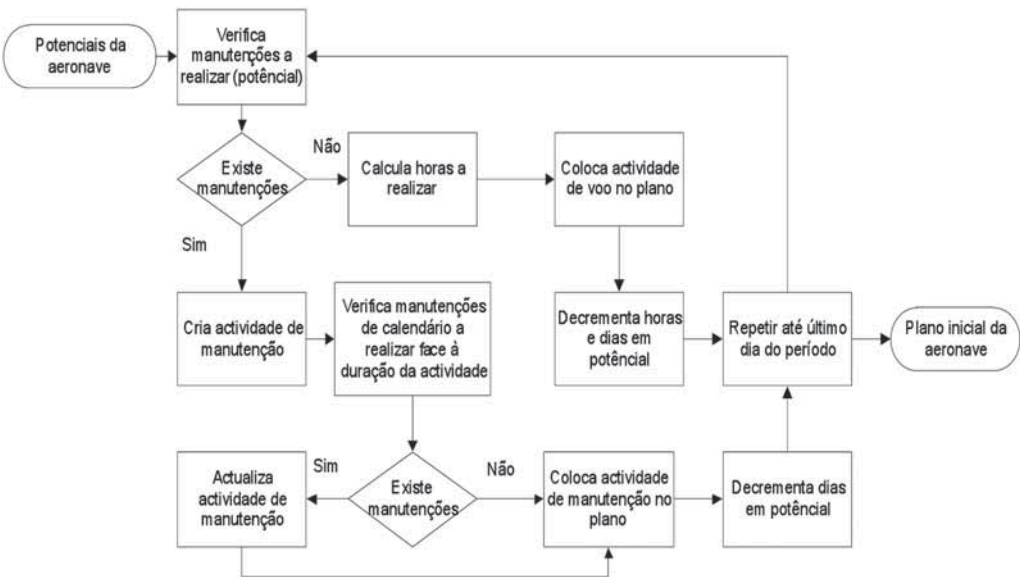 Potenciais da
aeronave
Verifica
manutenções a
realizar (potêncial)
Existe
manutenções
Não
Calcula horas a
realizar
Coloca actividade
de voo no plano
Sim
Cria actividade de
manutenção
Verifica manutenções
de calendário a
realizar face à
duração da actividade
Decrementa horas
e dias em
potêncial
Repetir até último
dia do período
Plano inicial da
aeronave
Actualiza
actividade de
manutenção
Sim
Existe
manutenções
Não
Coloca actividade
de manutenção no
plano
Decrementa dias
em potêncial